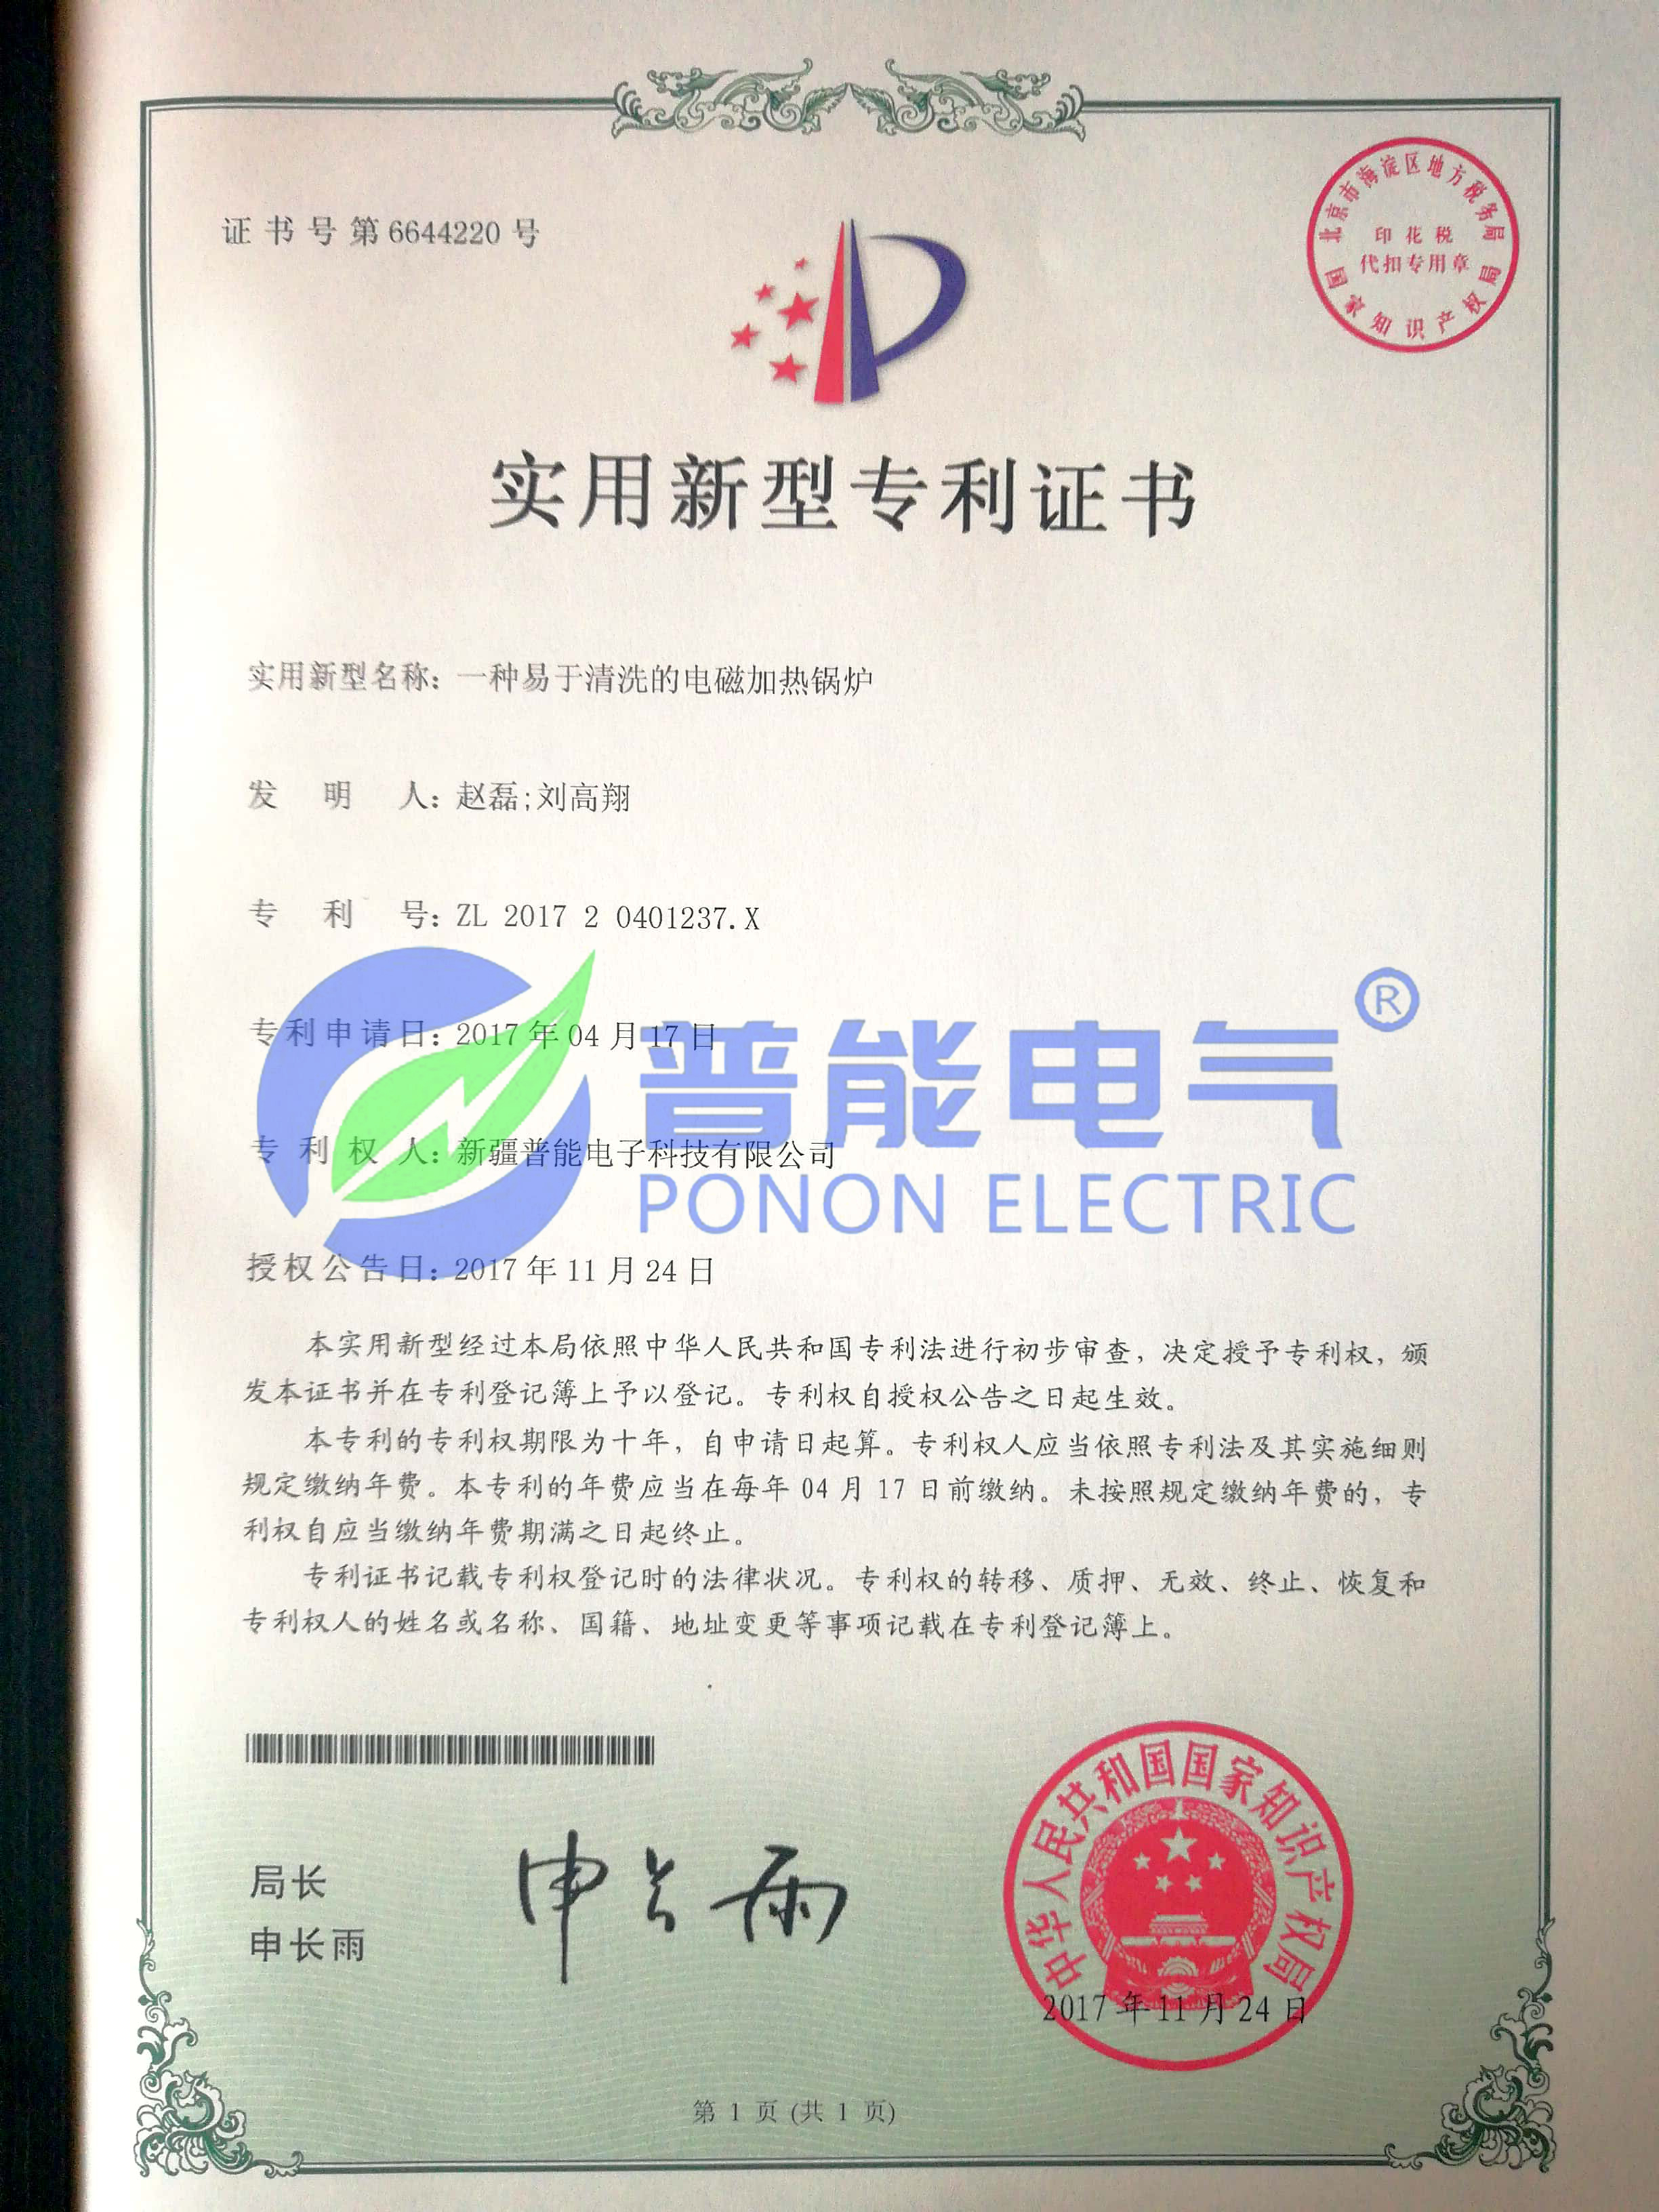 证书号第6644220号
北京市海淀区地方税务局
印花税
代扣专用章
国家知识产权局
实用新型专利证书
实用新型名称：一种易于清洗的电磁加热锅炉
发明人：赵磊;刘高翔
专利号：ZL 2017 2 0401237.X
专利申请日：2017年04月17日
普能电气®
专利权人：新疆普能电子科技有限公司
PONON ELECTRIC
授权公告日：2017年11月24日
本实用新型经过本局依照中华人民共和国专利法进行初步审查，决定授予专利权，颁
发本证书并在专利登记簿上予以登记。专利权自授权公告之日起生效。
本专利的专利权期限为十年，自申请日起算。专利权人应当依照专利法及其实施细则
规定缴纳年费。本专利的年费应当在每年04月17日前缴纳。未按照规定缴纳年费的，专
利权自应当缴纳年费期满之日起终止。
专利证书记载专利权登记时的法律状况。专利权的转移、质押、无效、终止、恢复和
专利权人的姓名或名称、国籍、地址变更等事项记载在专利登记簿上。
局长
申长雨
申长雨
中华人民共和国国家知识产权局
2017年11月24日
第1页(共1页)